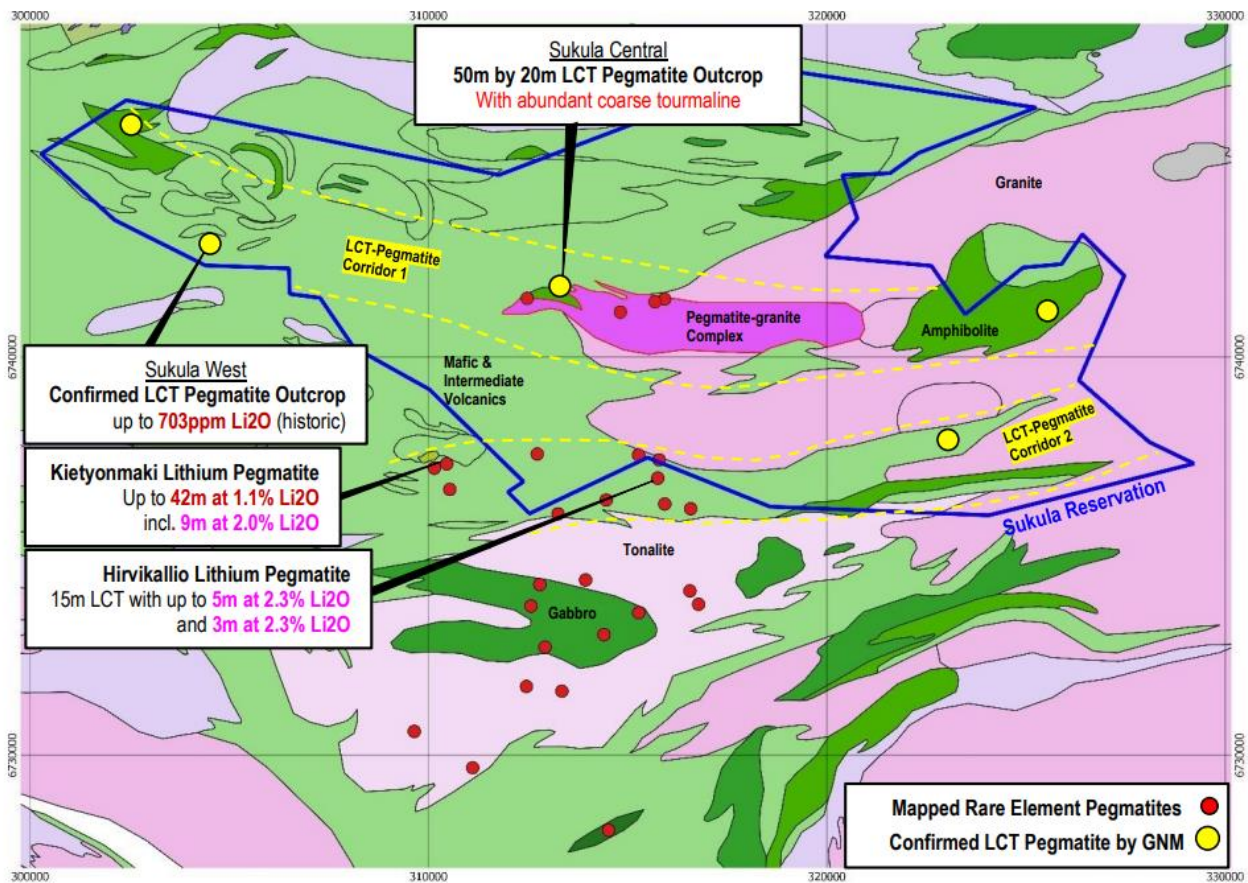 300000
310000
320000
330000
Sukula Central
50m by 20m LCT Pegmatite Outcrop
With abundant coarse tourmaline
Granite
LCT-Pegmatite
Corridor 1
Pegmatite-granite
Complex
Amphibolite
6740000
6740000
Mafic &
Intermediate
Volcanics
Sukula West
Confirmed LCT Pegmatite Outcrop
up to 703ppm Li2O (historic)
LCT-Pegmatite
Corridor 2
Kietyonmaki Lithium Pegmatite
Up to 42m at 1.1% Li2O
incl. 9m at 2.0% Li2O
Sukula Reservation
Tonalite
Hirvikallio Lithium Pegmatite
15m LCT with up to 5m at 2.3% Li2O
and 3m at 2.3% Li2O
Gabbro
6730000
6730000
Mapped Rare Element Pegmatites
Confirmed LCT Pegmatite by GNM
300000
310000
320000
330000